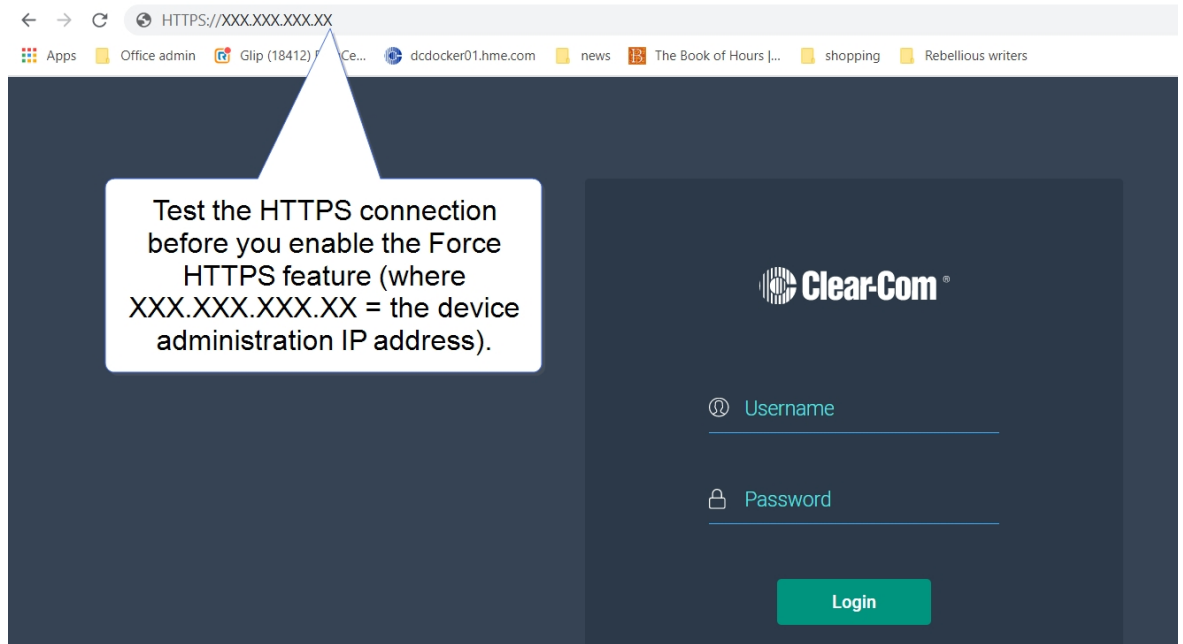 HTTPS://XXX.XXX.XXX.XX
Apps Office admin Glip (18412) dcdocker01.hme.com news The Book of Hours |... shopping Rebellious writers
Test the HTTPS connection
before you enable the Force
HTTPS feature (where
XXX.XXX.XXX.XX = the device
administration IP address).
Clear-Com ®
Username
Password
Login